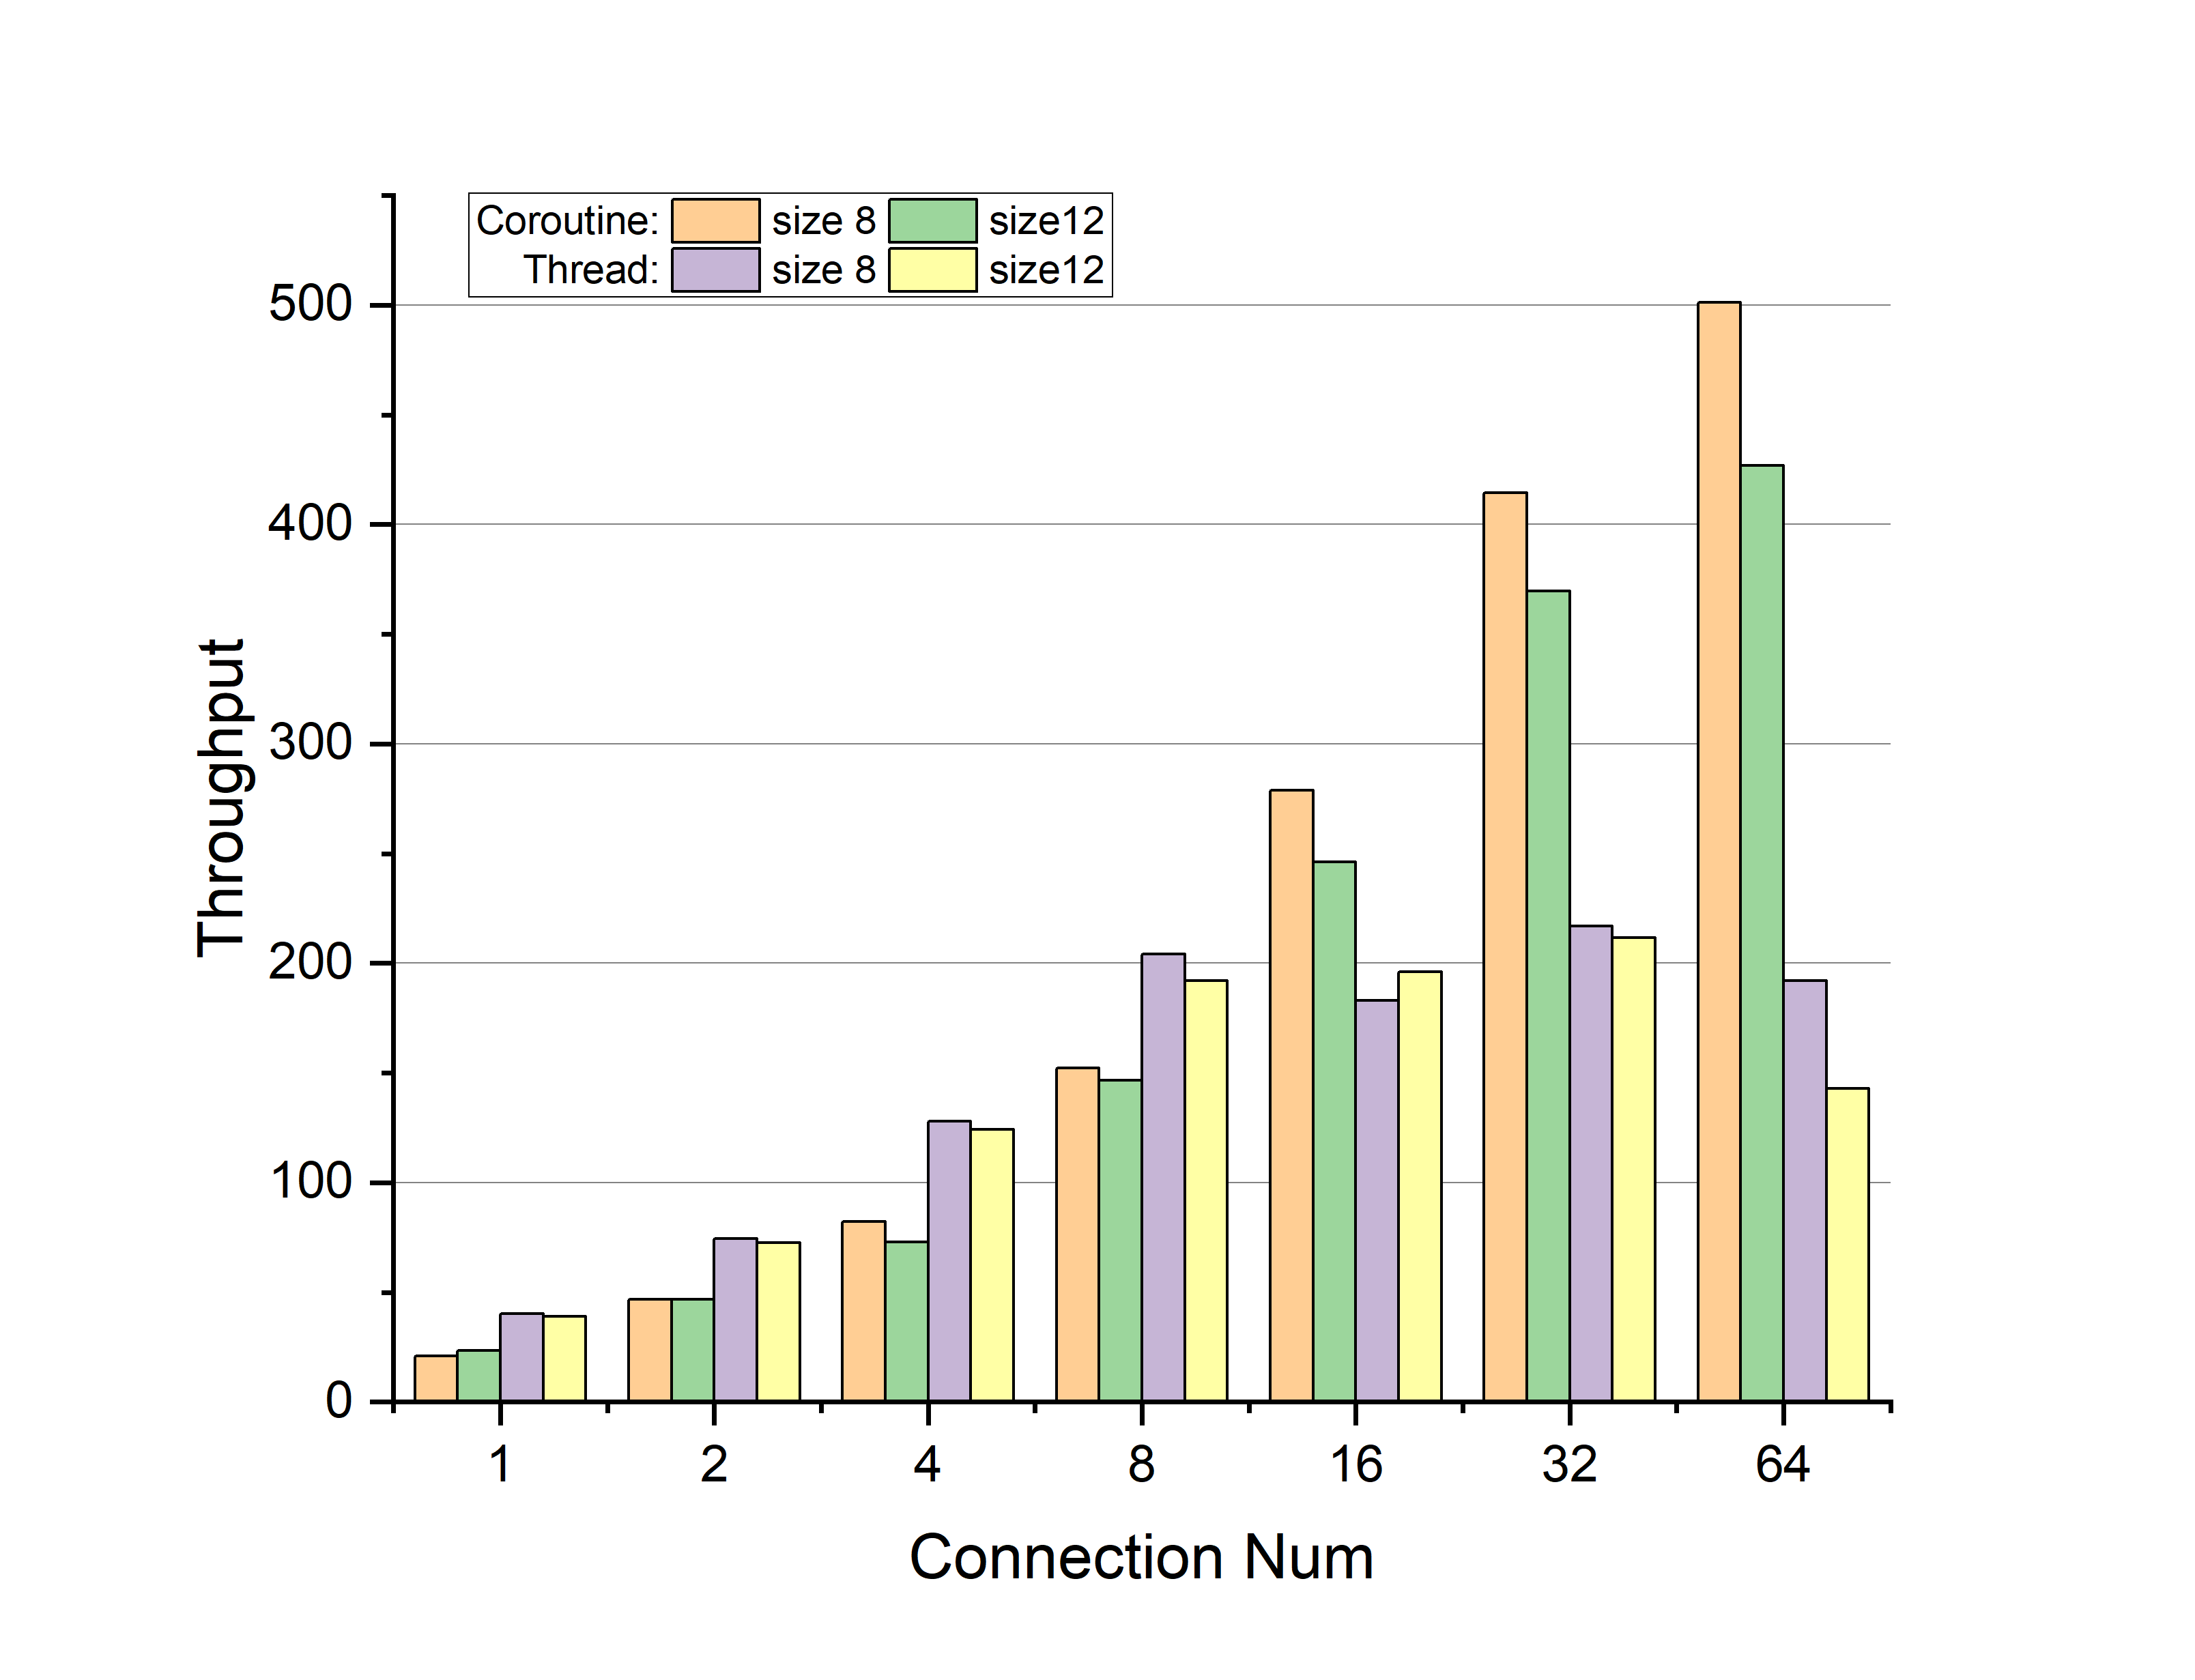 Coroutine: size 8 size12
Thread: size 8 size12
500
400
300
200
100
0
Throughput
1 2 4 8 16 32 64
Connection Num